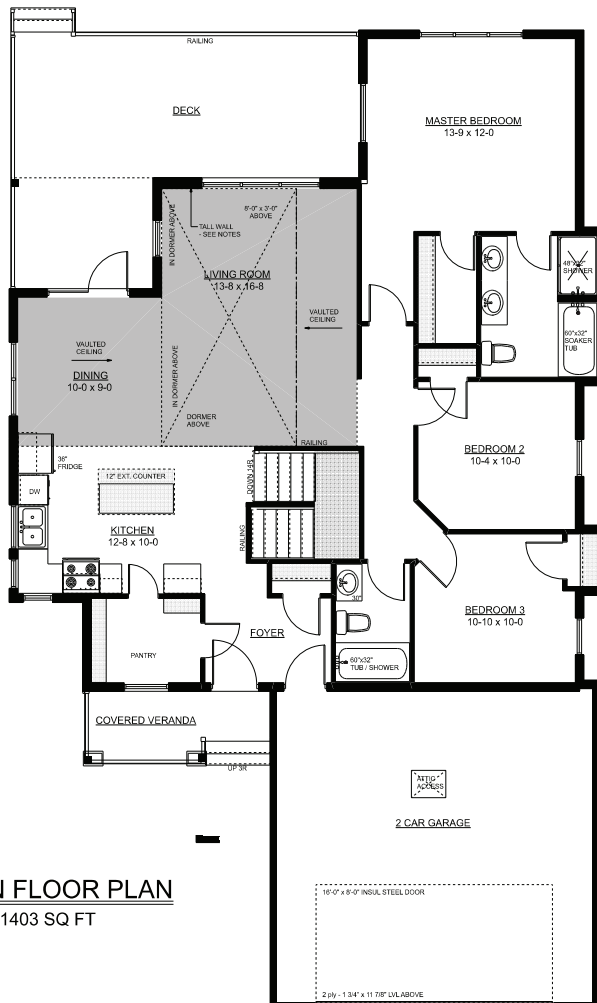 RAILING
DECK
MASTER BEDROOM
13-9 x 12-0
IN DORMER ABOVE
TALL WALL
- SEE NOTES
8'-0" x 3'-0"
ABOVE
LIVING ROOM
13-8 x 16-8
VAULTED
CEILING
48"x32"
SHOWER
60"x32"
SOAKER
TUB
VAULTED
CEILING
DINING
10-0 x 9-0
IN DORMER ABOVE
DORMER
ABOVE
RAILING
36"
FRIDGE
DW
12" EXT. COUNTER
DOWN 14R
BEDROOM 2
10-4 x 10-0
KITCHEN
12-8 x 10-0
RAILING
30"
BEDROOM 3
10-10 x 10-0
FOYER
PANTRY
60"x32"
TUB / SHOWER
COVERED VERANDA
UP 3R
ATTIC
ACCESS
2 CAR GARAGE
N FLOOR PLAN
1403 SQ FT
16'-0" x 8'-0" INSUL STEEL DOOR
2 ply - 1 3/4" x 11 7/8" LVL ABOVE